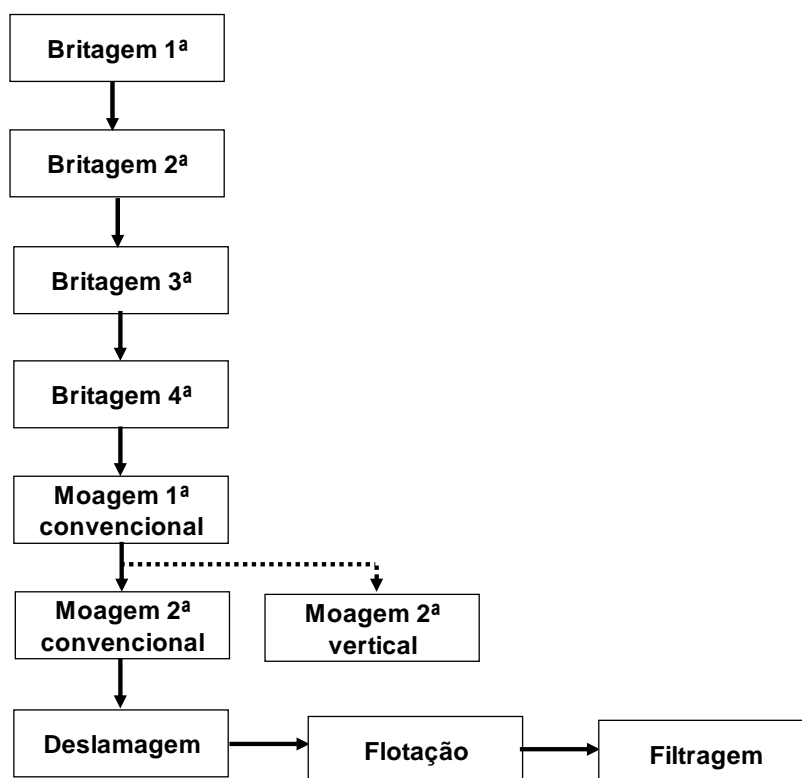 Britagem 1ª
Britagem 2ª
Britagem 3ª
Britagem 4ª
Moagem 1ª
convencional
Moagem 2ª
convencional
Moagem 2ª
vertical
Deslamagem
Flotação
Filtragem